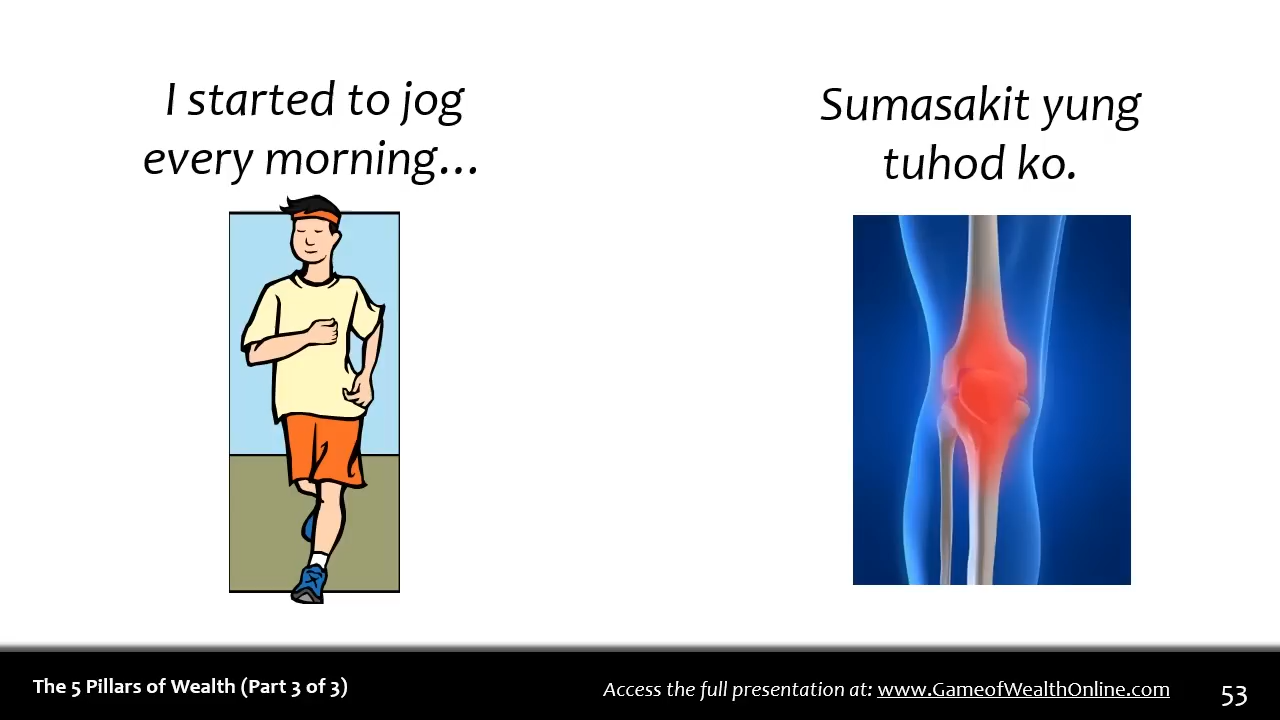 I started to jog
every morning...
Sumasakit yung
tuhod ko.
The 5 Pillars of Wealth (Part 3 of 3)
Access the full presentation at: www.GameofWealthOnline.com
53